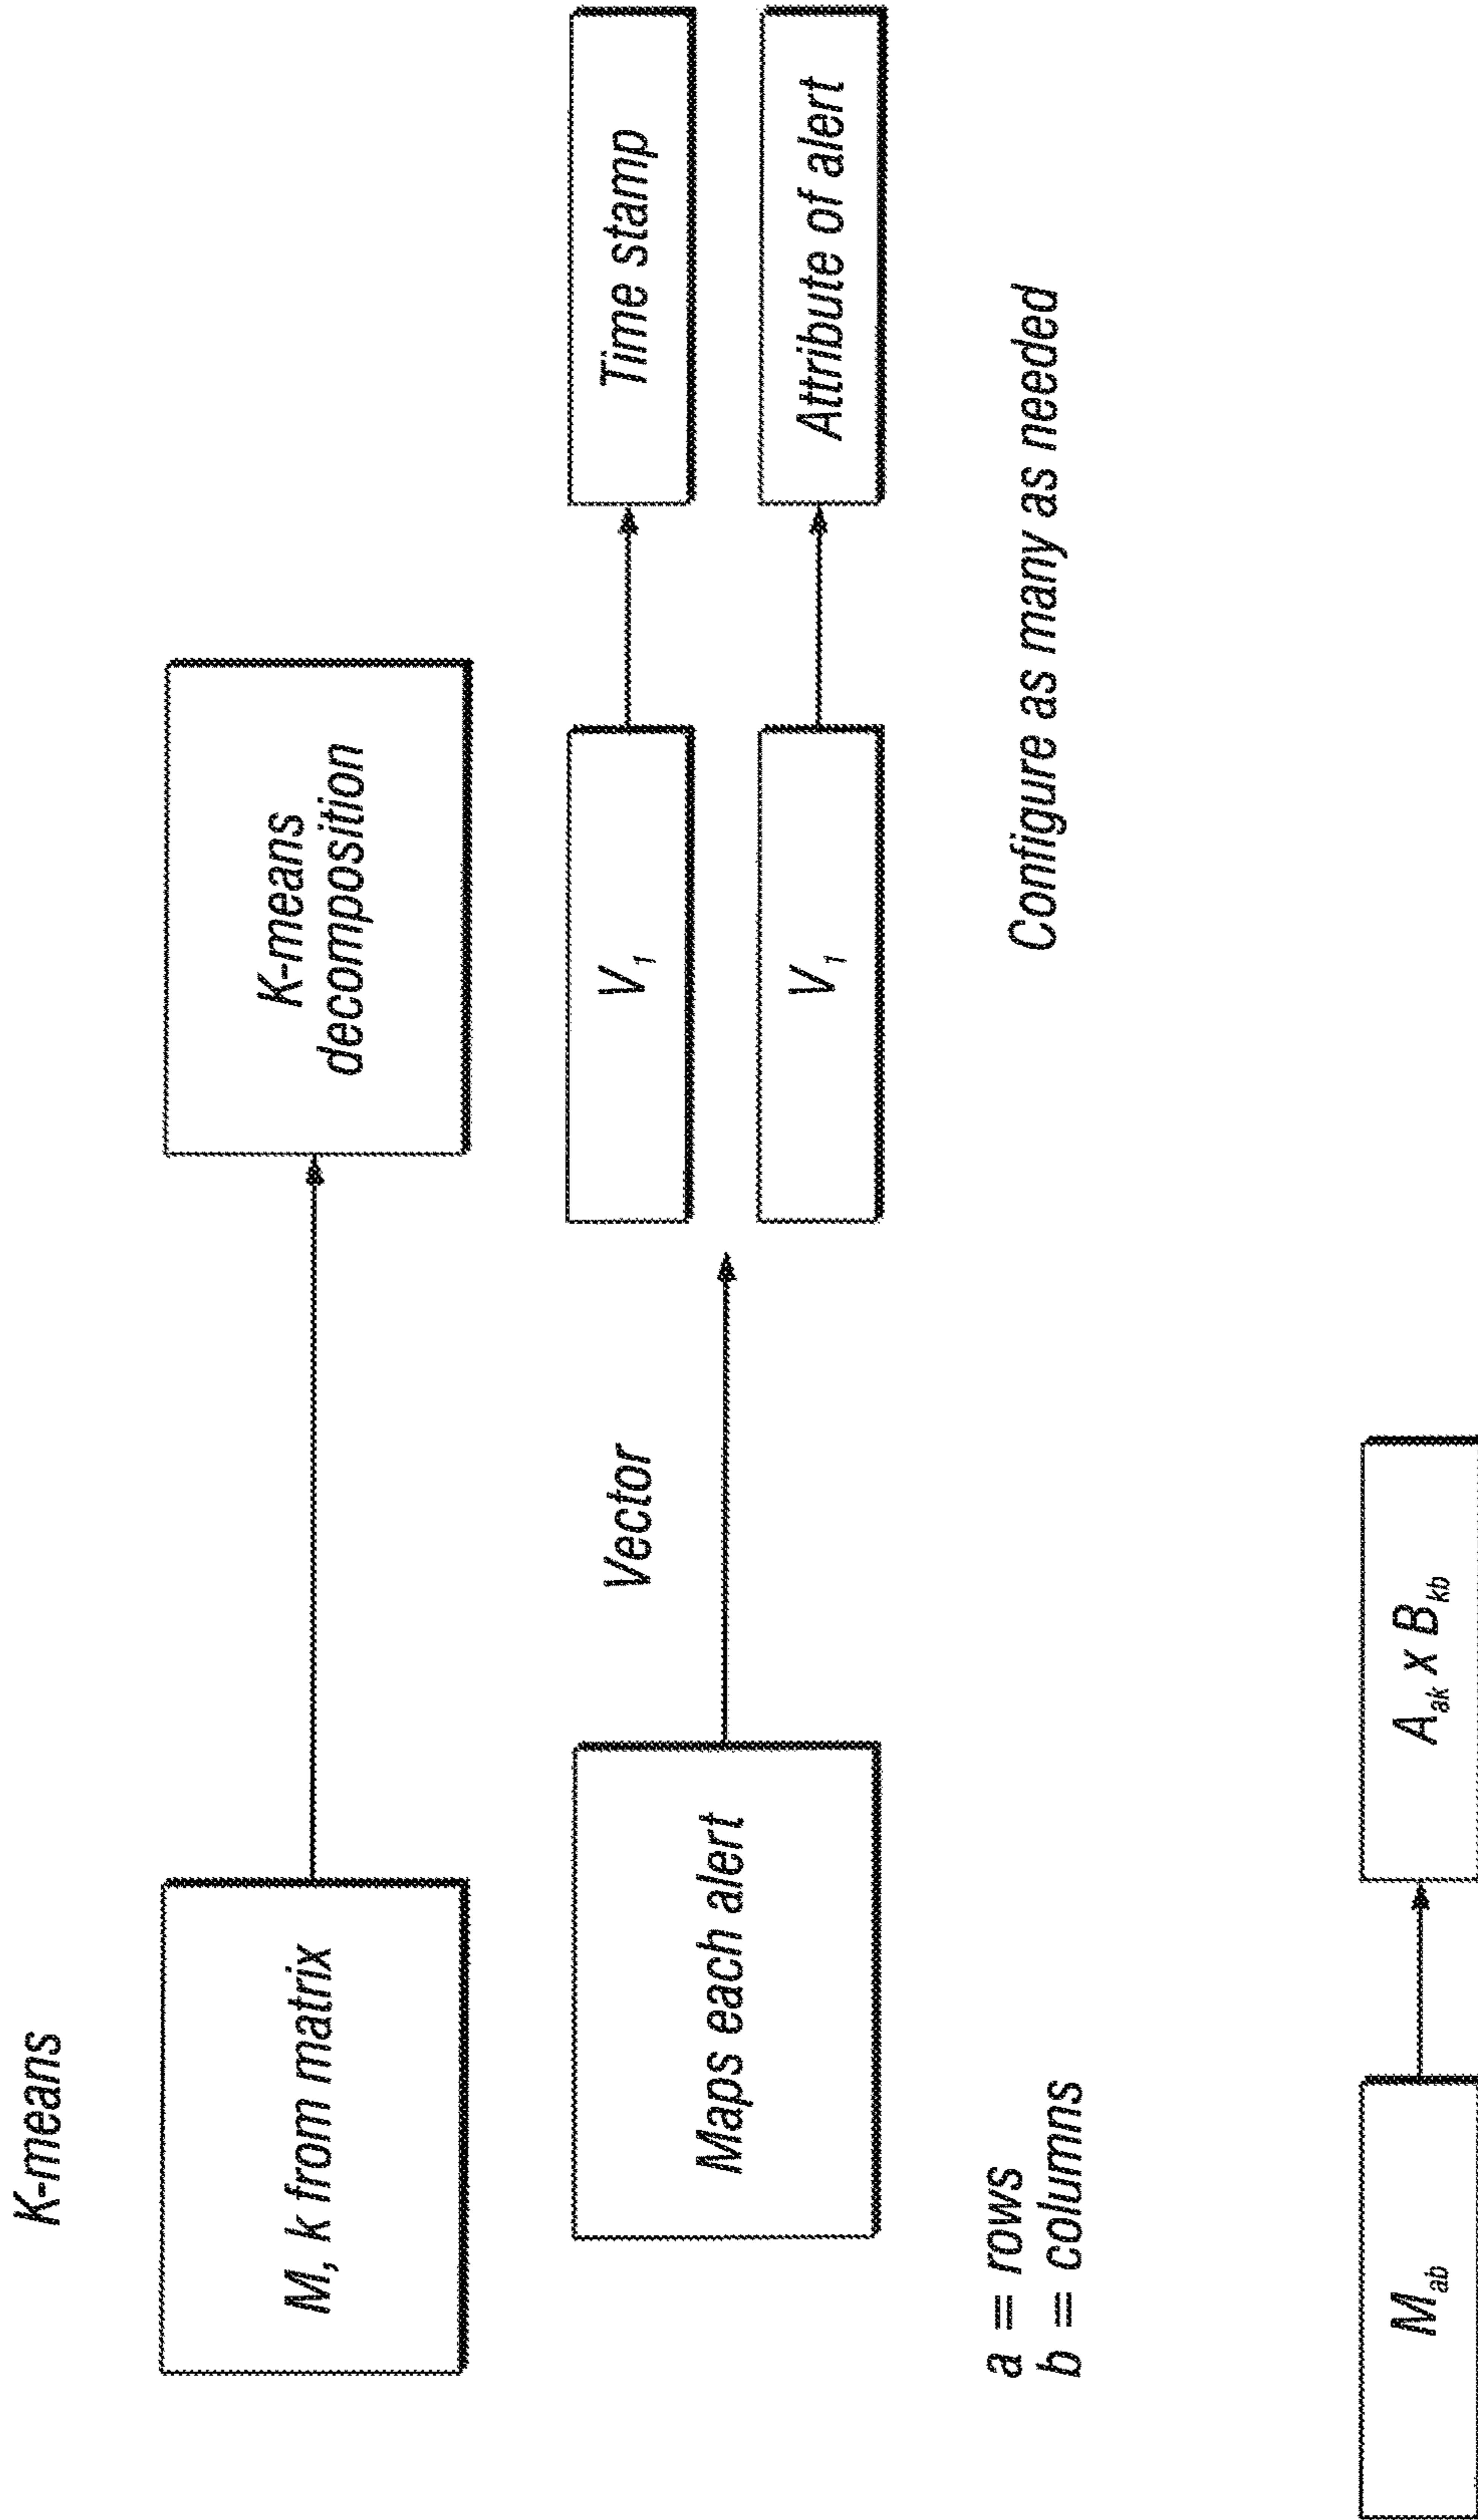 K-means
M, k from matrix
K-means
decomposition
Maps each alert
Vector
V₁
Time stamp
V₁
Attribute of alert
Configure as many as needed
a = rows
b = columns
Mₐb
Aₐₖ x Bₖb